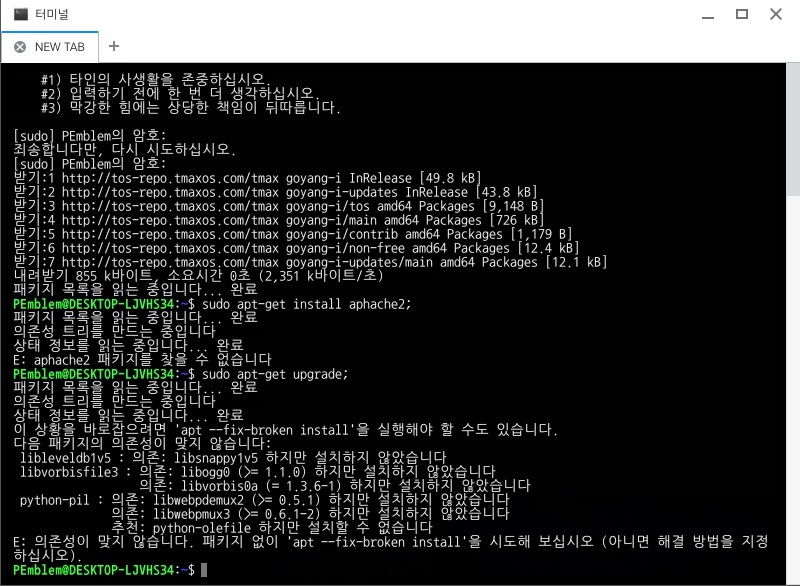 터미널
NEW TAB
#1) 타인의 사생활을 존중하십시오.
#2) 입력하기 전에 한 번 더 생각하십시오.
#3) 막강한 힘에는 상당한 책임이 뒤따릅니다.
[sudo] PEmblem의 암호:
죄송합니다만, 다시 시도하십시오.
[sudo] PEmblem의 암호:
받기:1 http://tos-repo.tmaxos.com/tmax goyang-i InRelease [49.8 kB]
받기:2 http://tos-repo.tmaxos.com/tmax goyang-i-updates InRelease [43.8 kB]
받기:3 http://tos-repo.tmaxos.com/tmax goyang-i/tos amd64 Packages [9,148 B]
받기:4 http://tos-repo.tmaxos.com/tmax goyang-i/main amd64 Packages [726 kB]
받기:5 http://tos-repo.tmaxos.com/tmax goyang-i/contrib amd64 Packages [1,179 B]
받기:6 http://tos-repo.tmaxos.com/tmax goyang-i/non-free amd64 Packages [12.4 kB]
받기:7 http://tos-repo.tmaxos.com/tmax goyang-i-updates/main amd64 Packages [12.1 kB]
내려받기 855 k바이트, 소요시간 0초 (2,351 k바이트/초)
패키지 목록을 읽는 중입니다... 완료
PEmblem@DESKTOP-LJVHS34:~$ sudo apt-get install aphache2;
패키지 목록을 읽는 중입니다... 완료
의존성 트리를 만드는 중입니다
상태 정보를 읽는 중입니다... 완료
E: aphache2 패키지를 찾을 수 없습니다
PEmblem@DESKTOP-LJVHS34:~$ sudo apt-get upgrade;
패키지 목록을 읽는 중입니다... 완료
의존성 트리를 만드는 중입니다
상태 정보를 읽는 중입니다... 완료
이 상황을 바로잡으려면 'apt --fix-broken install'을 실행해야 할 수도 있습니다.
다음 패키지의 의존성이 맞지 않습니다:
libleveldb1v5 : 의존: libsnappy1v5 하지만 설치하지 않았습니다
libvorbisfile3 : 의존: libogg0 (>= 1.1.0) 하지만 설치하지 않았습니다
의존: libvorbis0a (= 1.3.6-1) 하지만 설치하지 않았습니다
python-pil : 의존: libwebpdemux2 (>= 0.5.1) 하지만 설치하지 않았습니다
의존: libwebpmux3 (>= 0.6.1-2) 하지만 설치하지 않았습니다
추천: python-olefile 하지만 설치할 수 없습니다
E: 의존성이 맞지 않습니다. 패키지 없이 'apt --fix-broken install'을 시도해 보십시오 (아니면 해결 방법을 지정
하십시오).
PEmblem@DESKTOP-LJVHS34:~$